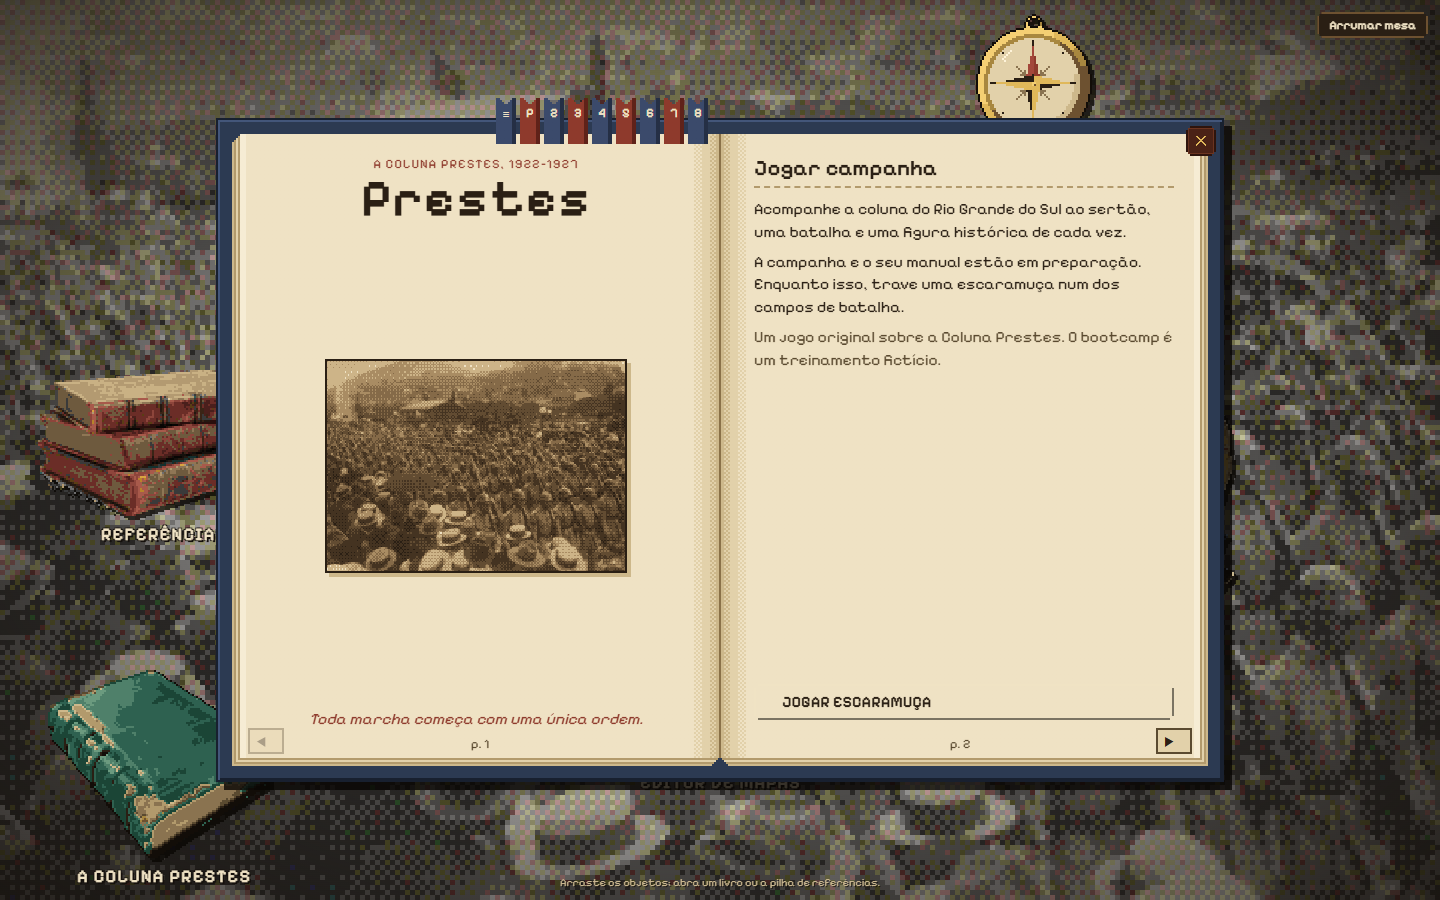 Arrumar mesa
≡ P 2 3 4 5 6 7 8
A COLUNA PRESTES, 1922-1927
Prestes
Toda marcha começa com uma única ordem.
p. 1
Jogar campanha
Acompanhe a coluna do Rio Grande do Sul ao sertão,
uma batalha e uma figura histórica de cada vez.
A campanha e o seu manual estão em preparação.
Enquanto isso, trave uma escaramuça num dos
campos de batalha.
Um jogo original sobre a Coluna Prestes. O bootcamp é
um treinamento fictício.
JOGAR ESCARAMUÇA
p. 2
REFERÊNCIA
EDITOR DE MAPAS
A COLUNA PRESTES
Arraste os objetos; abra um livro ou a pilha de referências.